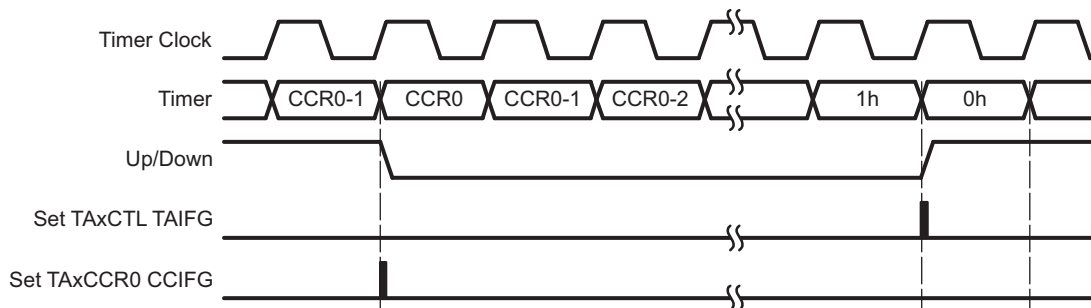 Timer Clock
Timer
CCR0-1 CCR0 CCR0-1 CCR0-2 1h 0h
Up/Down
Set TAxCTL TAIFG
Set TAxCCR0 CCIFG